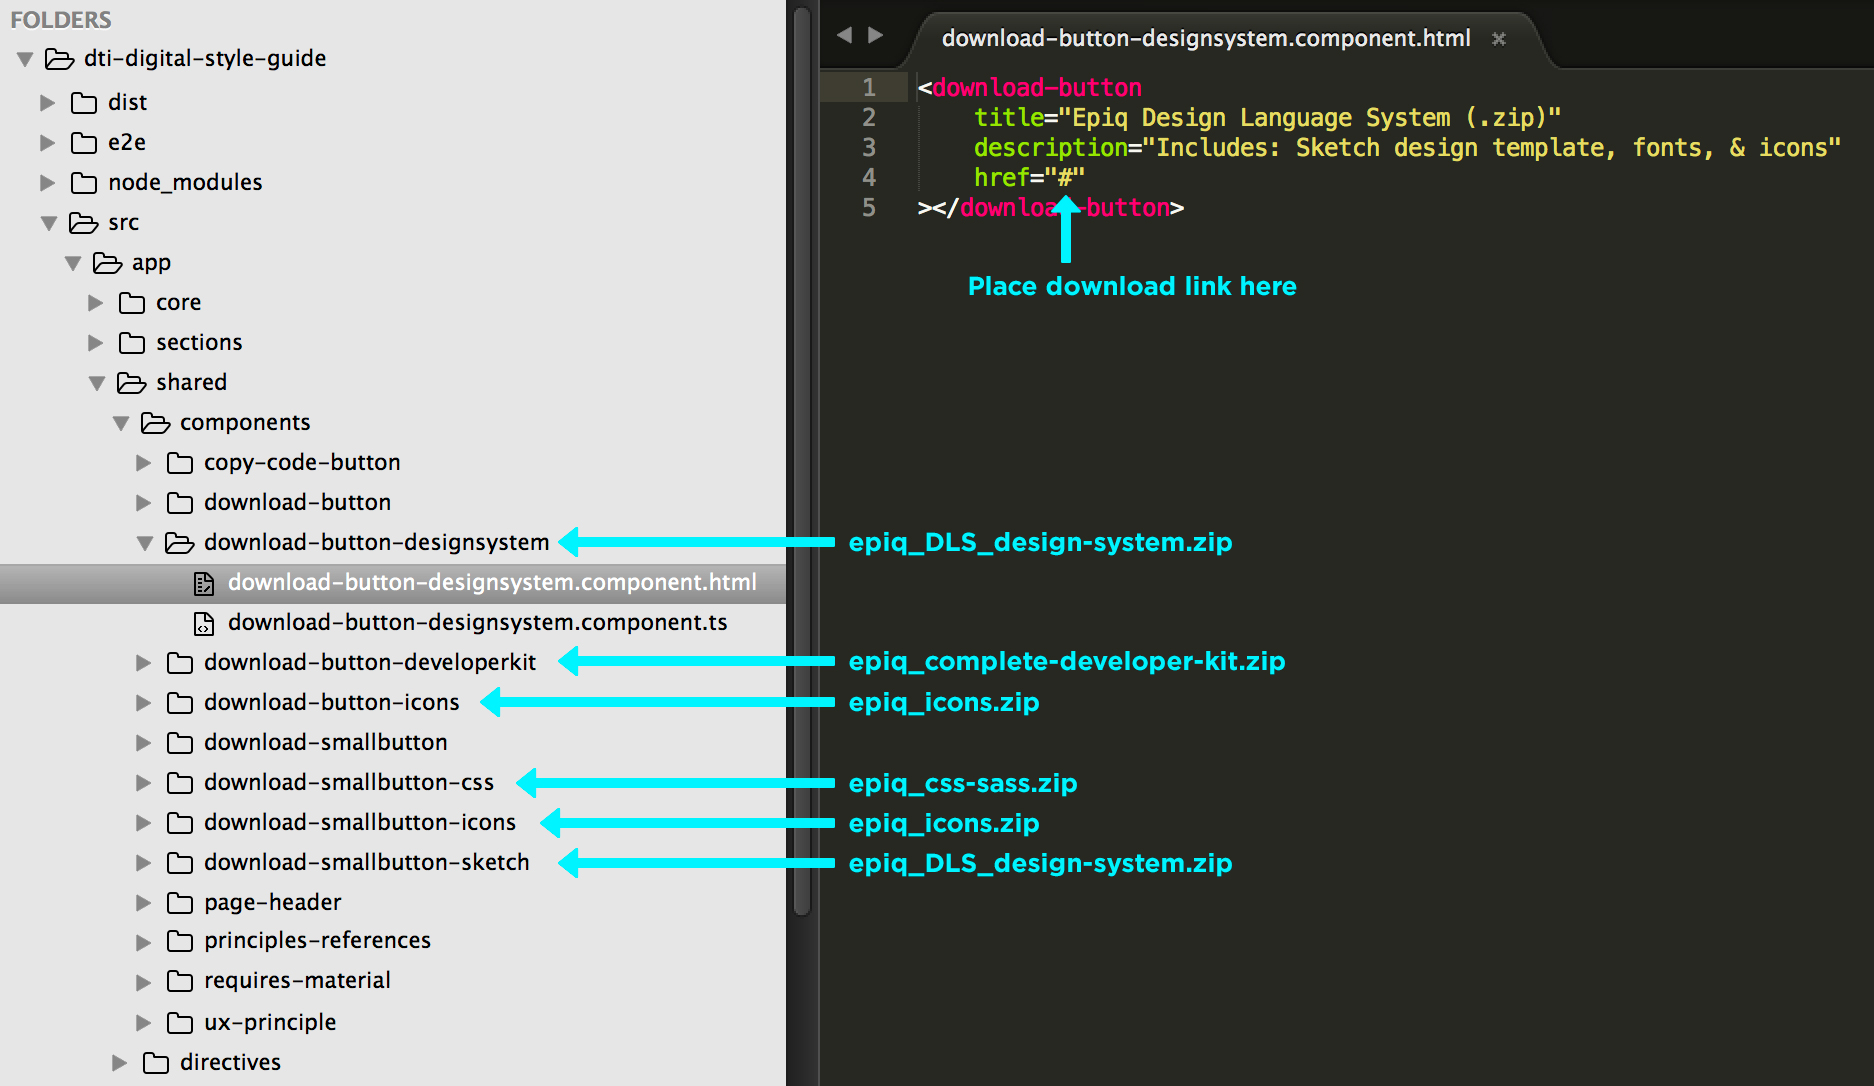 FOLDERS
dti-digital-style-guide
dist
e2e
node_modules
src
app
core
sections
shared
components
copy-code-button
download-button
download-button-designsystem
download-button-designsystem.component.html
download-button-designsystem.component.ts
download-button-developerkit
download-button-icons
download-smallbutton
download-smallbutton-css
download-smallbutton-icons
download-smallbutton-sketch
page-header
principles-references
requires-material
ux-principle
directives
download-button-designsystem.component.html ×
1 <download-button
2 title="Epiq Design Language System (.zip)"
3 description="Includes: Sketch design template, fonts, & icons"
4 href="#"
5 ></download-button>
Place download link here
epiq_DLS_design-system.zip
epiq_complete-developer-kit.zip
epiq_icons.zip
epiq_css-sass.zip
epiq_icons.zip
epiq_DLS_design-system.zip